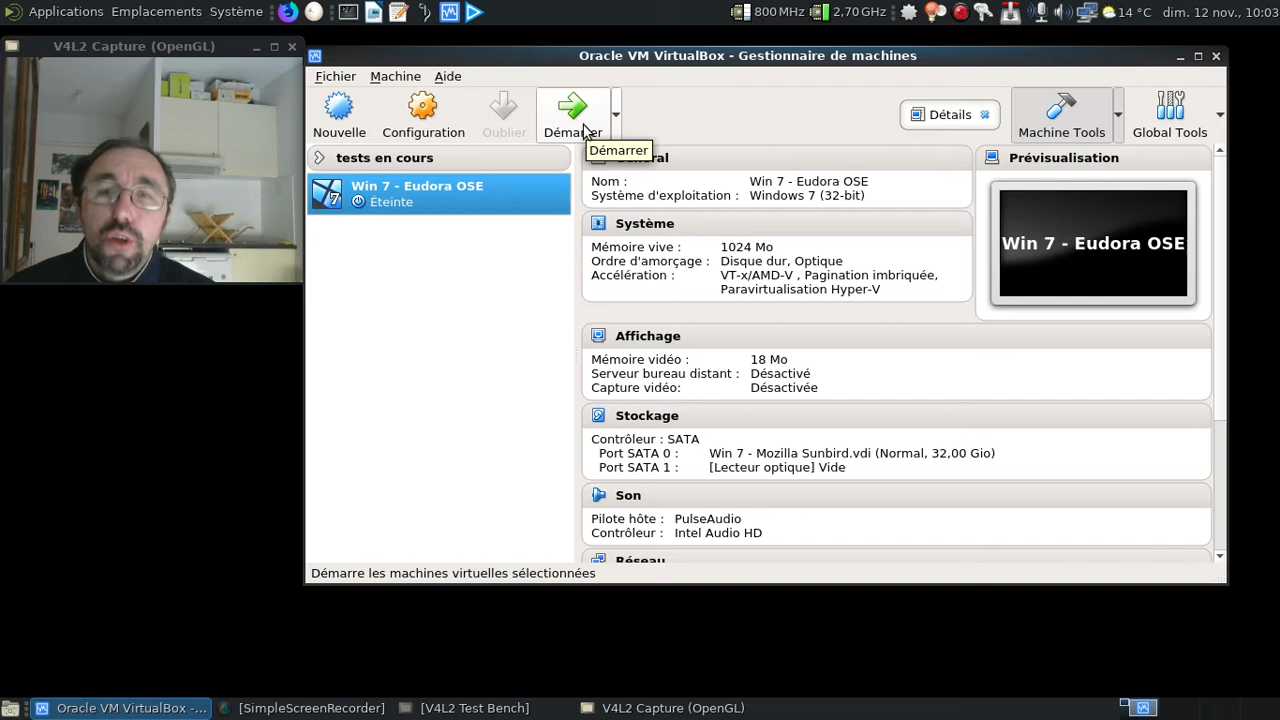 Applications Emplacements Système
800 MHz 2,70 GHz 14 °C dim. 12 nov., 10:03
V4L2 Capture (OpenGL)
Oracle VM VirtualBox - Gestionnaire de machines
Fichier Machine Aide
Nouvelle Configuration Oublier Démarrer
Détails Machine Tools Global Tools
Démarrer
tests en cours
Win 7 - Eudora OSE
Éteinte
Nom : Win 7 - Eudora OSE
Système d'exploitation : Windows 7 (32-bit)
Système
Mémoire vive : 1024 Mo
Ordre d'amorçage : Disque dur, Optique
Accélération : VT-x/AMD-V , Pagination imbriquée,
Paravirtualisation Hyper-V
Prévisualisation
Win 7 - Eudora OSE
Affichage
Mémoire vidéo : 18 Mo
Serveur bureau distant : Désactivé
Capture vidéo: Désactivée
Stockage
Contrôleur : SATA
Port SATA 0 : Win 7 - Mozilla Sunbird.vdi (Normal, 32,00 Gio)
Port SATA 1 : [Lecteur optique] Vide
Son
Pilote hôte : PulseAudio
Contrôleur : Intel Audio HD
Réseau
Démarre les machines virtuelles sélectionnées
Oracle VM VirtualBox -...
[SimpleScreenRecorder]
[V4L2 Test Bench]
V4L2 Capture (OpenGL)